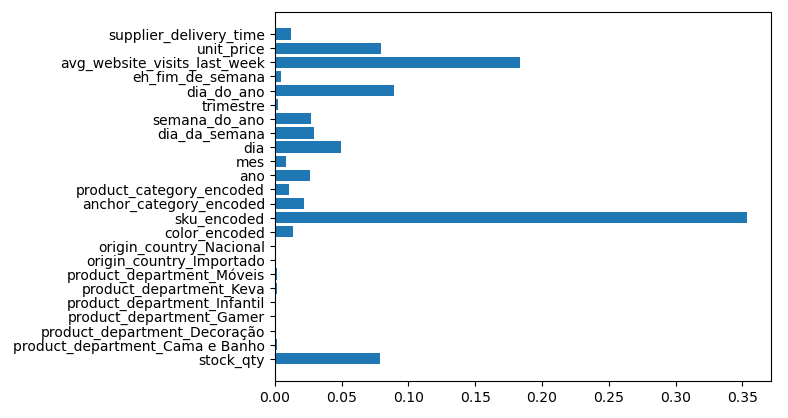 supplier_delivery_time
unit_price
avg_website_visits_last_week
eh_fim_de_semana
dia_do_ano
trimestre
semana_do_ano
dia_da_semana
dia
mes
ano
product_category_encoded
anchor_category_encoded
sku_encoded
color_encoded
origin_country_Nacional
origin_country_Importado
product_department_Móveis
product_department_Keva
product_department_Infantil
product_department_Gamer
product_department_Decoração
product_department_Cama e Banho
stock_qty
0.00 0.05 0.10 0.15 0.20 0.25 0.30 0.35